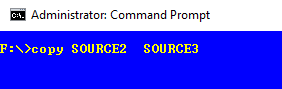 Administrator: Command Prompt
F:\>copy SOURCE2  SOURCE3